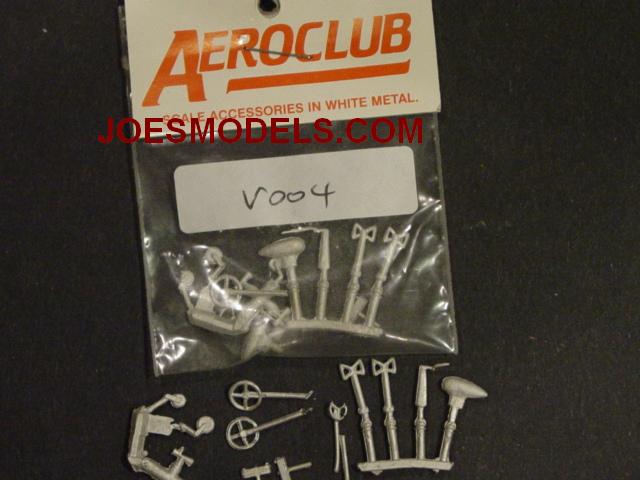 AEROCLUB
SCALE ACCESSORIES IN WHITE METAL.
JOESMODELS.COM
V004